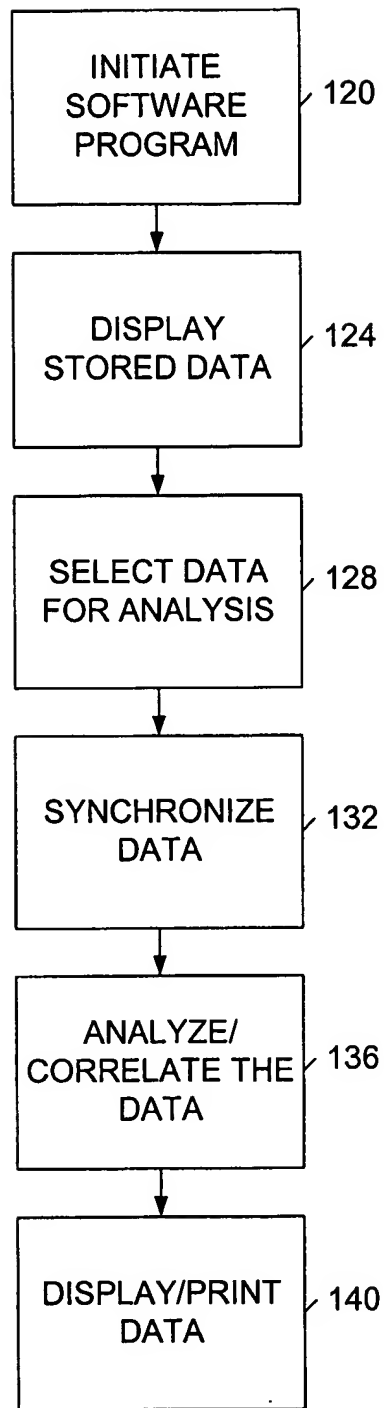 INITIATE
SOFTWARE
PROGRAM
120
DISPLAY
STORED DATA
124
SELECT DATA
FOR ANALYSIS
128
SYNCHRONIZE
DATA
132
ANALYZE/
CORRELATE THE
DATA
136
DISPLAY/PRINT
DATA
140